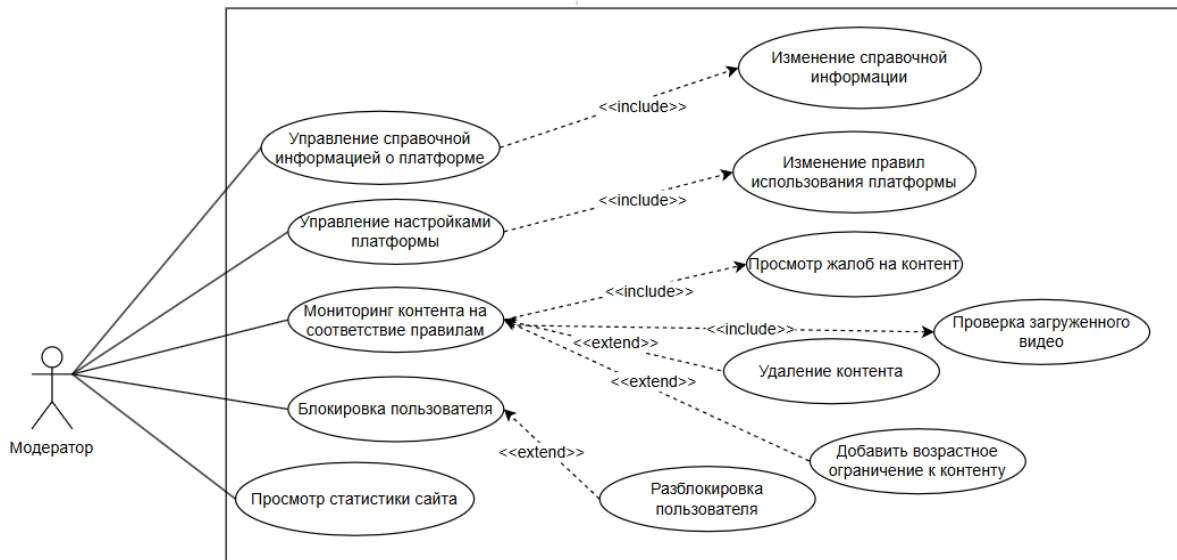 Изменение справочной
информации
<<include>>
Управление справочной
информацией о платформе
Изменение правил
использования платформы
<<include>>
Управление настройками
платформы
Просмотр жалоб на контент
<<include>>
Мониторинг контента на
соответствие правилам
<<include>>
Проверка загруженного
видео
<<extend>>
Удаление контента
<<extend>>
Блокировка пользователя
Модератор
<<extend>>
Добавить возрастное
ограничение к контенту
Просмотр статистики сайта
Разблокировка
пользователя